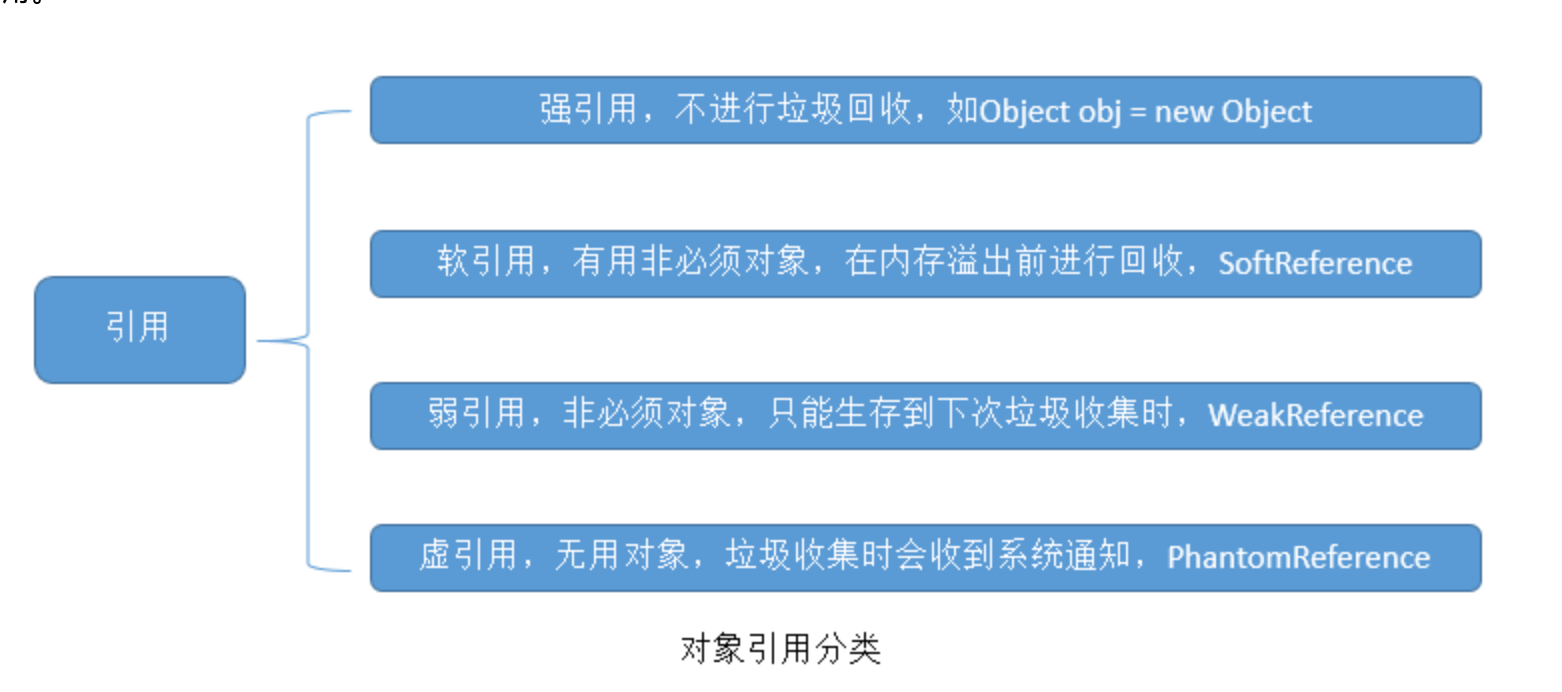 用。
强引用，不进行垃圾回收，如Object obj = new Object
软引用，有用非必须对象，在内存溢出前进行回收，SoftReference
引用
弱引用，非必须对象，只能生存到下次垃圾收集时，WeakReference
虚引用，无用对象，垃圾收集时会收到系统通知，PhantomReference
对象引用分类